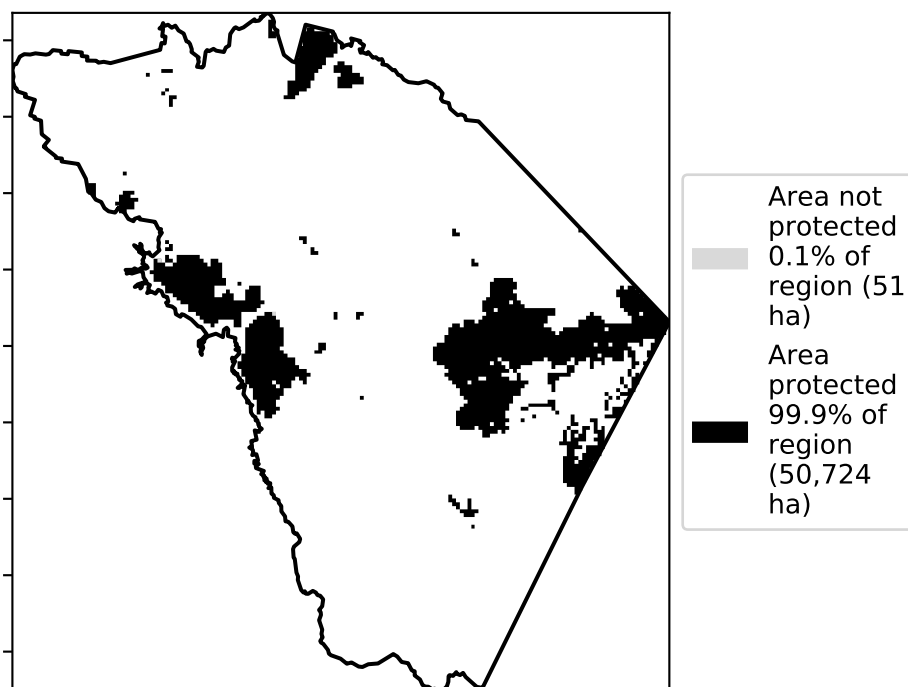 Area not
protected
0.1% of
region (51
ha)
Area
protected
99.9% of
region
(50,724
ha)